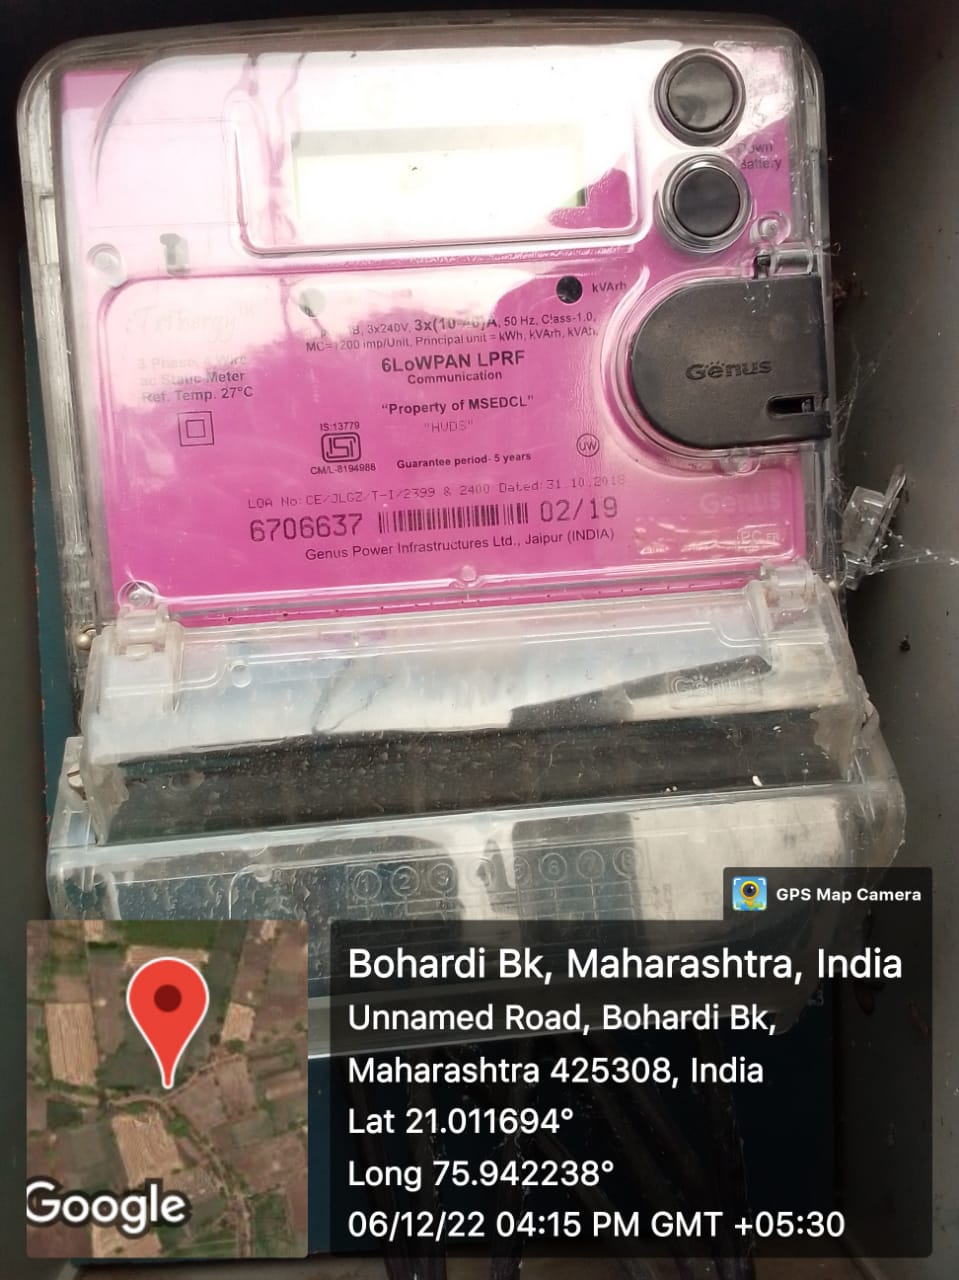 Down
Battery
kVArh
Trinergy™
3x240V, 3x(10-40)A, 50 Hz, Class-1.0,
MC=1200 imp/Unit, Principal unit = kWh, kVArh, kVAh,
3 Phase, 4 Wire
ac Static Meter
Ref. Temp. 27°C
6LoWPAN LPRF
Communication
Gënus
"Property of MSEDCL"
"HVDS"
IS:13779
CM/L-8194986
Guarantee period- 5 years
UW
LOA No:CE/JLGZ/T-I/2399 & 2400 Dated:31.10.2018
6706637 02/19
Genus Power Infrastructures Ltd., Jaipur (INDIA)
Gënus
Gënus
1 2 3 4 5 6 7 8
GPS Map Camera
Bohardi Bk, Maharashtra, India
Unnamed Road, Bohardi Bk,
Maharashtra 425308, India
Lat 21.011694°
Long 75.942238°
06/12/22 04:15 PM GMT +05:30
Google